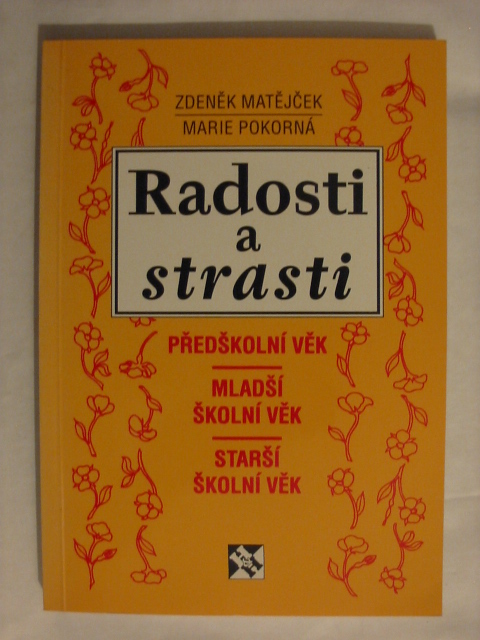 ZDENĚK MATĚJČEK
MARIE POKORNÁ
Radosti
a
strasti
PŘEDŠKOLNÍ VĚK
MLADŠÍ
ŠKOLNÍ VĚK
STARŠÍ
ŠKOLNÍ VĚK